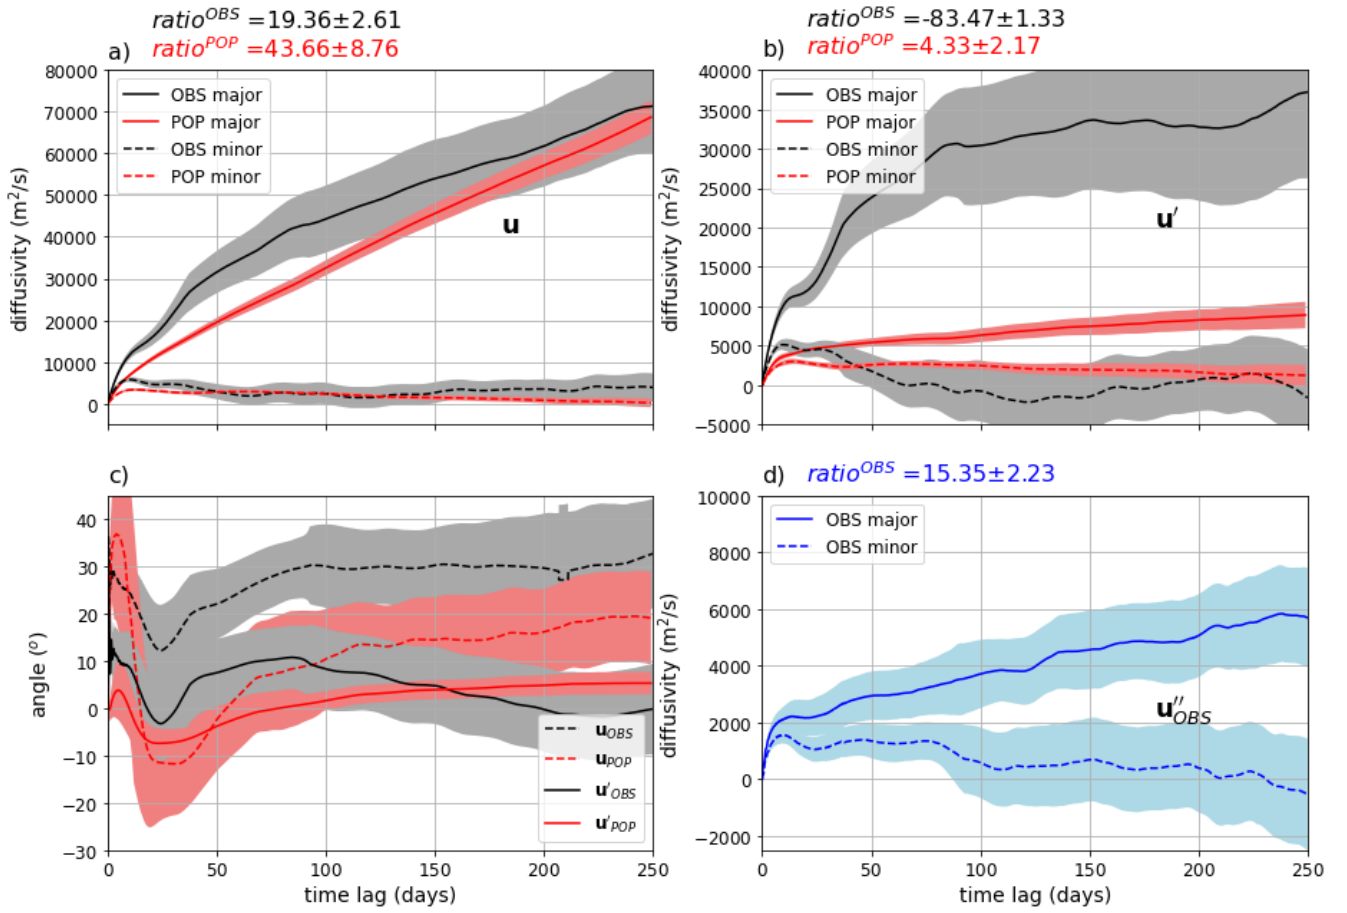 ratio^OBS =19.36±2.61
a) ratio^POP =43.66±8.76
80000
70000
60000
50000
40000
30000
20000
10000
0
diffusivity (m²/s)
OBS major
POP major
OBS minor
POP minor
u
ratio^OBS =-83.47±1.33
b) ratio^POP =4.33±2.17
40000
35000
30000
25000
20000
15000
10000
5000
0
−5000
diffusivity (m²/s)
OBS major
POP major
OBS minor
POP minor
u′
c)
40
30
20
10
0
−10
−20
−30
angle (°)
u_OBS
u_POP
u′_OBS
u′_POP
0 50 100 150 200 250
time lag (days)
d) ratio^OBS =15.35±2.23
10000
8000
6000
4000
2000
0
−2000
diffusivity (m²/s)
OBS major
OBS minor
u″_OBS
0 50 100 150 200 250
time lag (days)